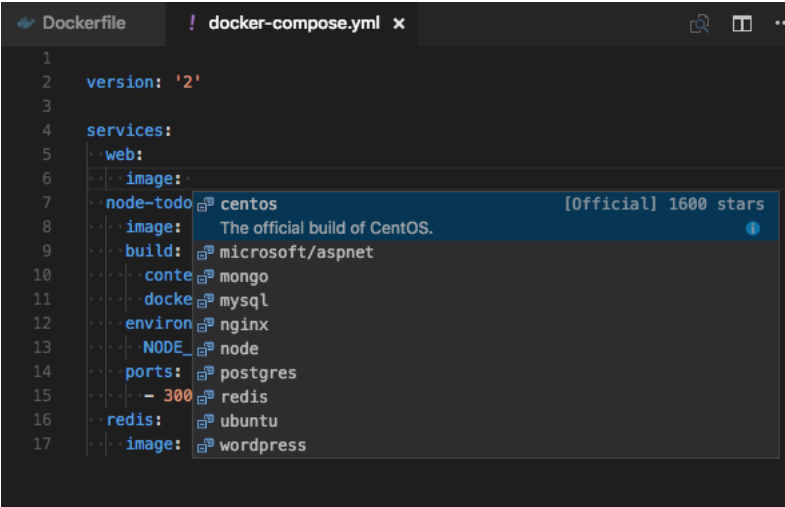 Dockerfile ! docker-compose.yml ×
1
2 version: '2'
3
4 services:
5 web:
6 image:
7 node-todo
8 image:
9 build:
10 conte
11 docke
12 environ
13 NODE_
14 ports:
15 - 300
16 redis:
17 image:
centos [Official] 1600 stars
The official build of CentOS.
microsoft/aspnet
mongo
mysql
nginx
node
postgres
redis
ubuntu
wordpress